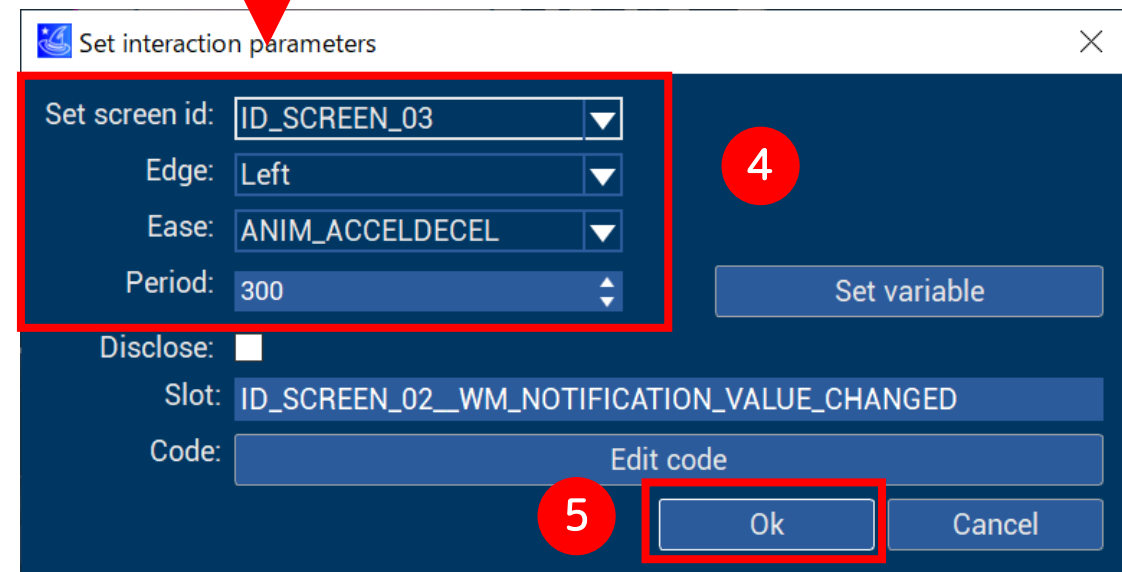 Set interaction parameters
Set screen id: ID_SCREEN_03
4
Edge: Left
Ease: ANIM_ACCELDECEL
Period: 300
Set variable
Disclose:
Slot: ID_SCREEN_02__WM_NOTIFICATION_VALUE_CHANGED
Code: Edit code
5
Ok Cancel